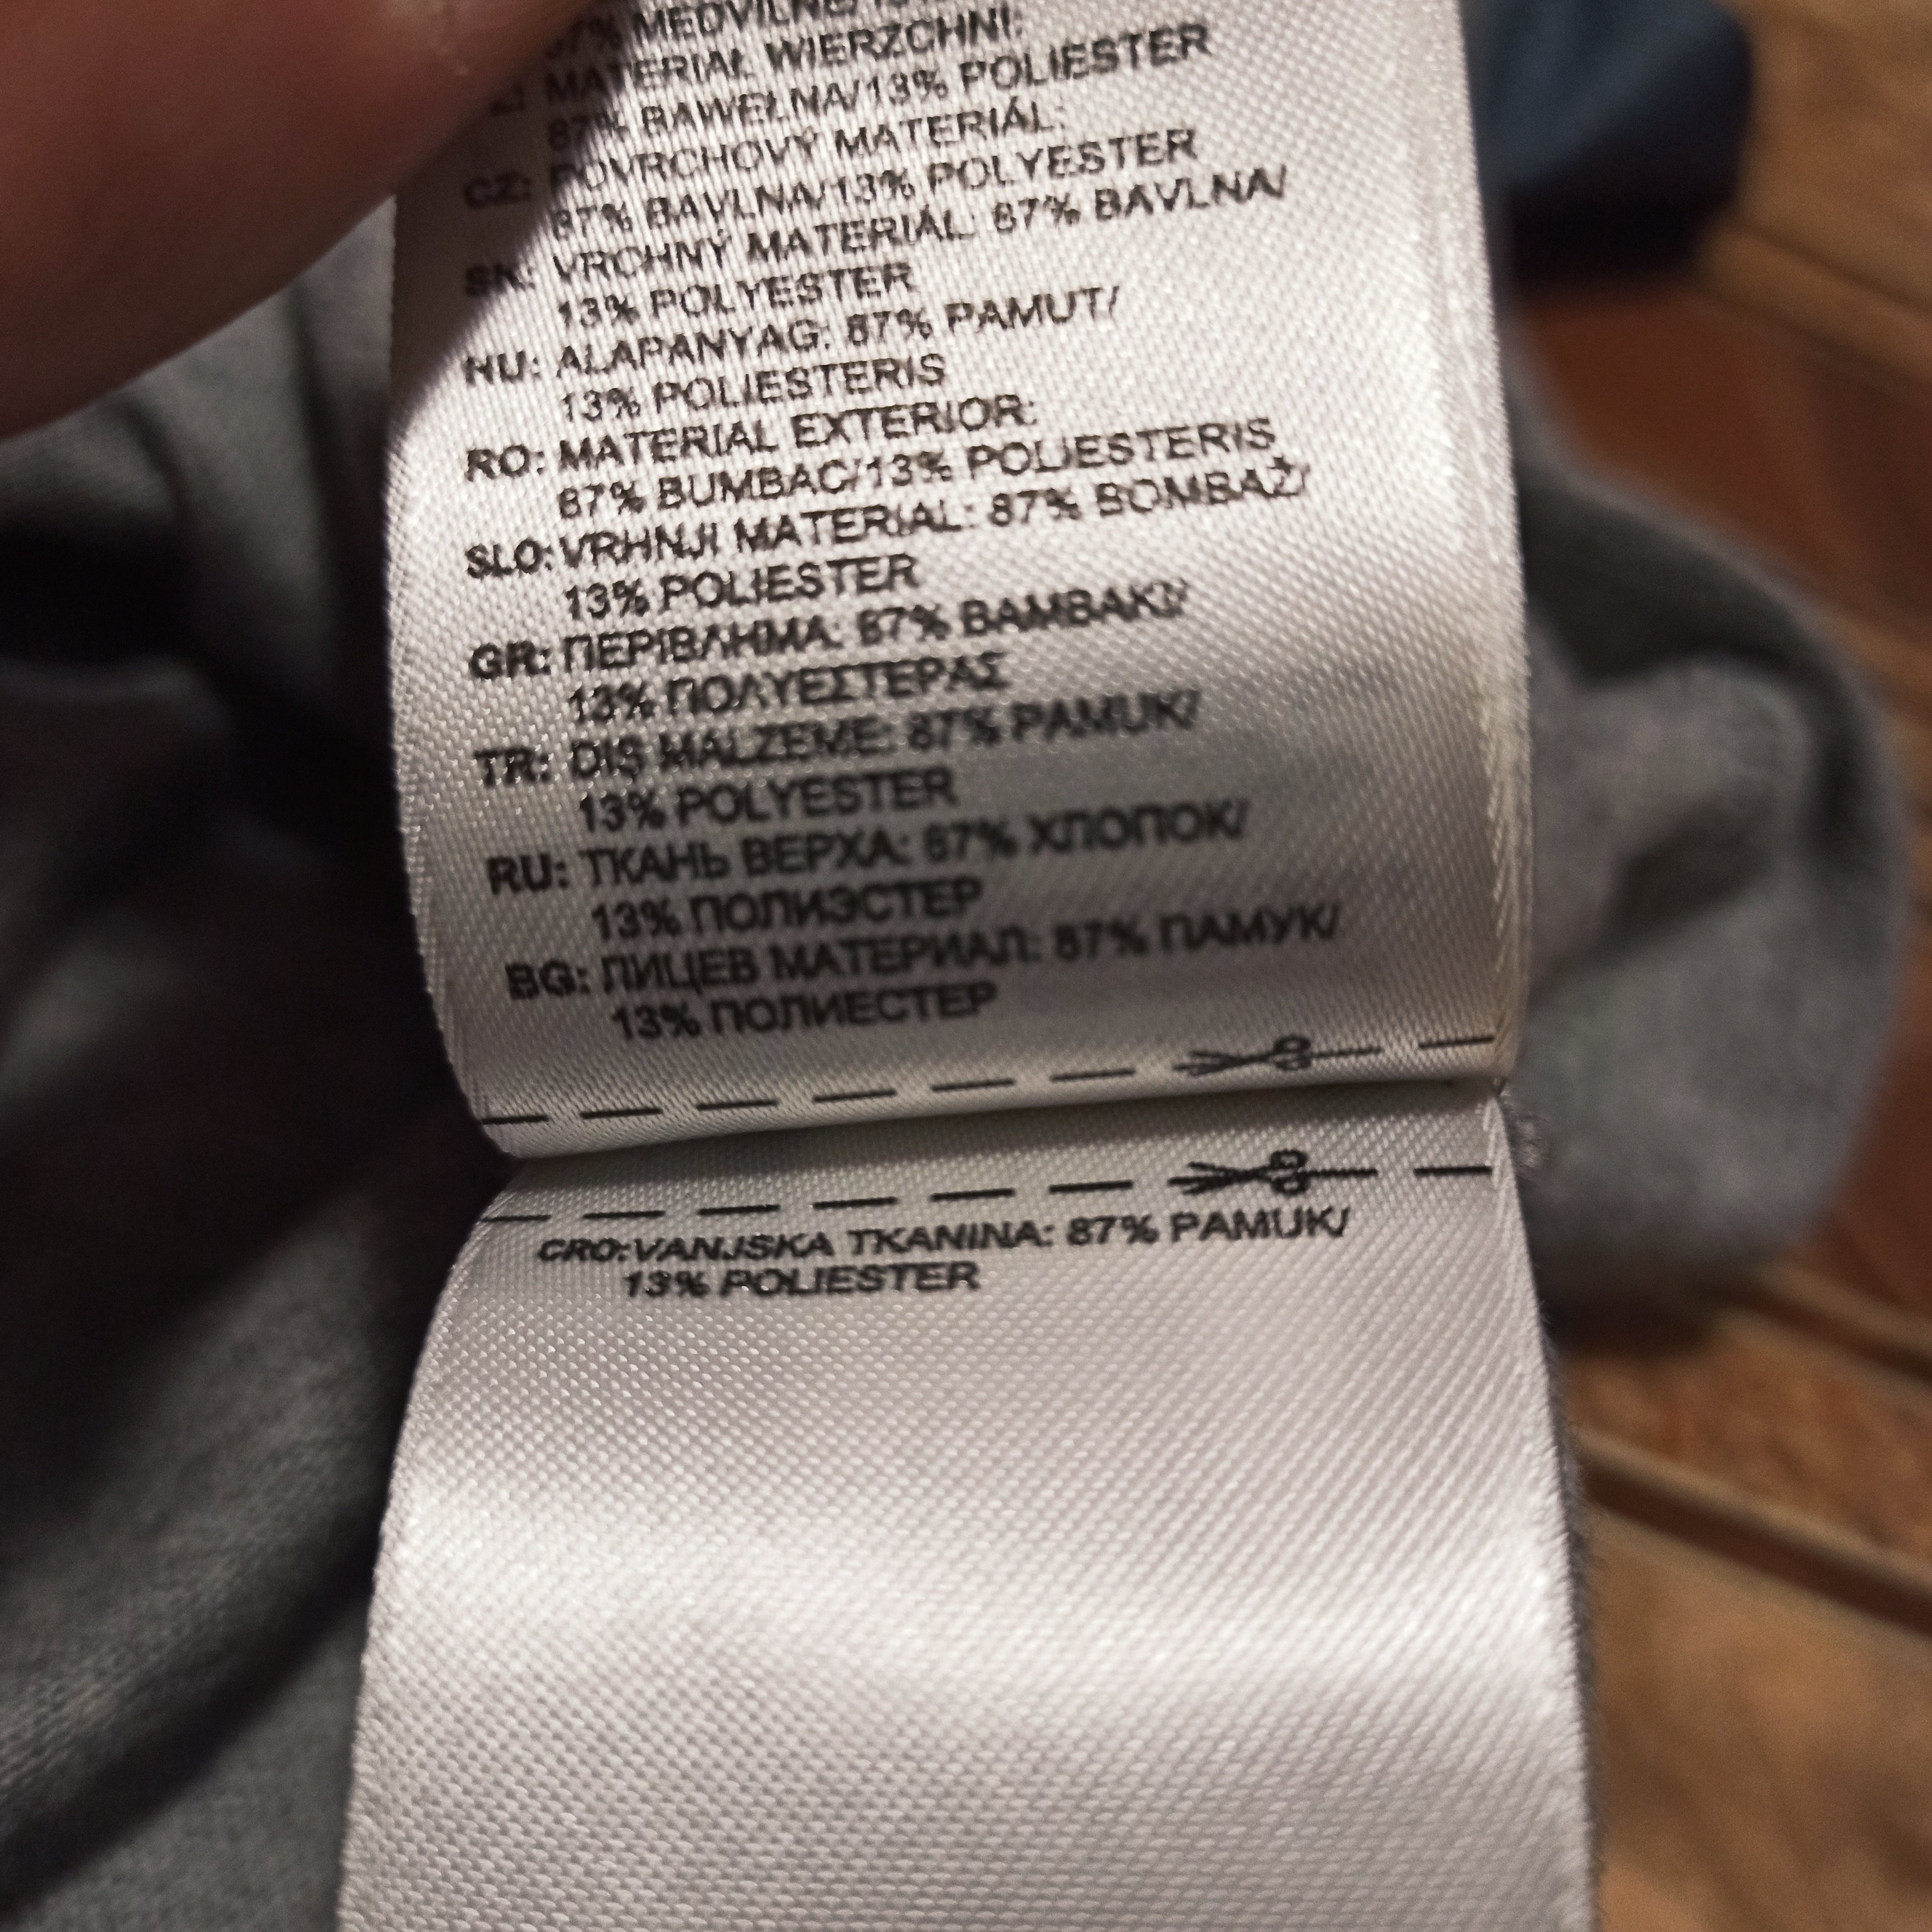 87% MEDVILNĖ/
MATERIAŁ WIERZCHNI:
87% BAWEŁNA/13% POLIESTER
CZ: POVRCHOVÝ MATERIÁL:
87% BAVLNA/13% POLYESTER
SK: VRCHNÝ MATERIÁL: 87% BAVLNA/
13% POLYESTER
HU: ALAPANYAG: 87% PAMUT/
13% POLIESTERIS
RO: MATERIAL EXTERIOR:
87% BUMBAC/13% POLIESTERIS
SLO: VRHNJI MATERIAL: 87% BOMBAŽ/
13% POLIESTER
GR: ΠΕΡΙΒΛΗΜΑ: 87% ΒΑΜΒΑΚΙ/
13% ΠΟΛΥΕΣΤΕΡΑΣ
TR: DIŞ MALZEME: 87% PAMUK/
13% POLYESTER
RU: ТКАНЬ ВЕРХА: 87% ХЛОПОК/
13% ПОЛИЭСТЕР
BG: ЛИЦЕВ МАТЕРИАЛ: 87% ПАМУК/
13% ПОЛИЕСТЕР
CRO: VANJSKA TKANINA: 87% PAMUK/
13% POLIESTER